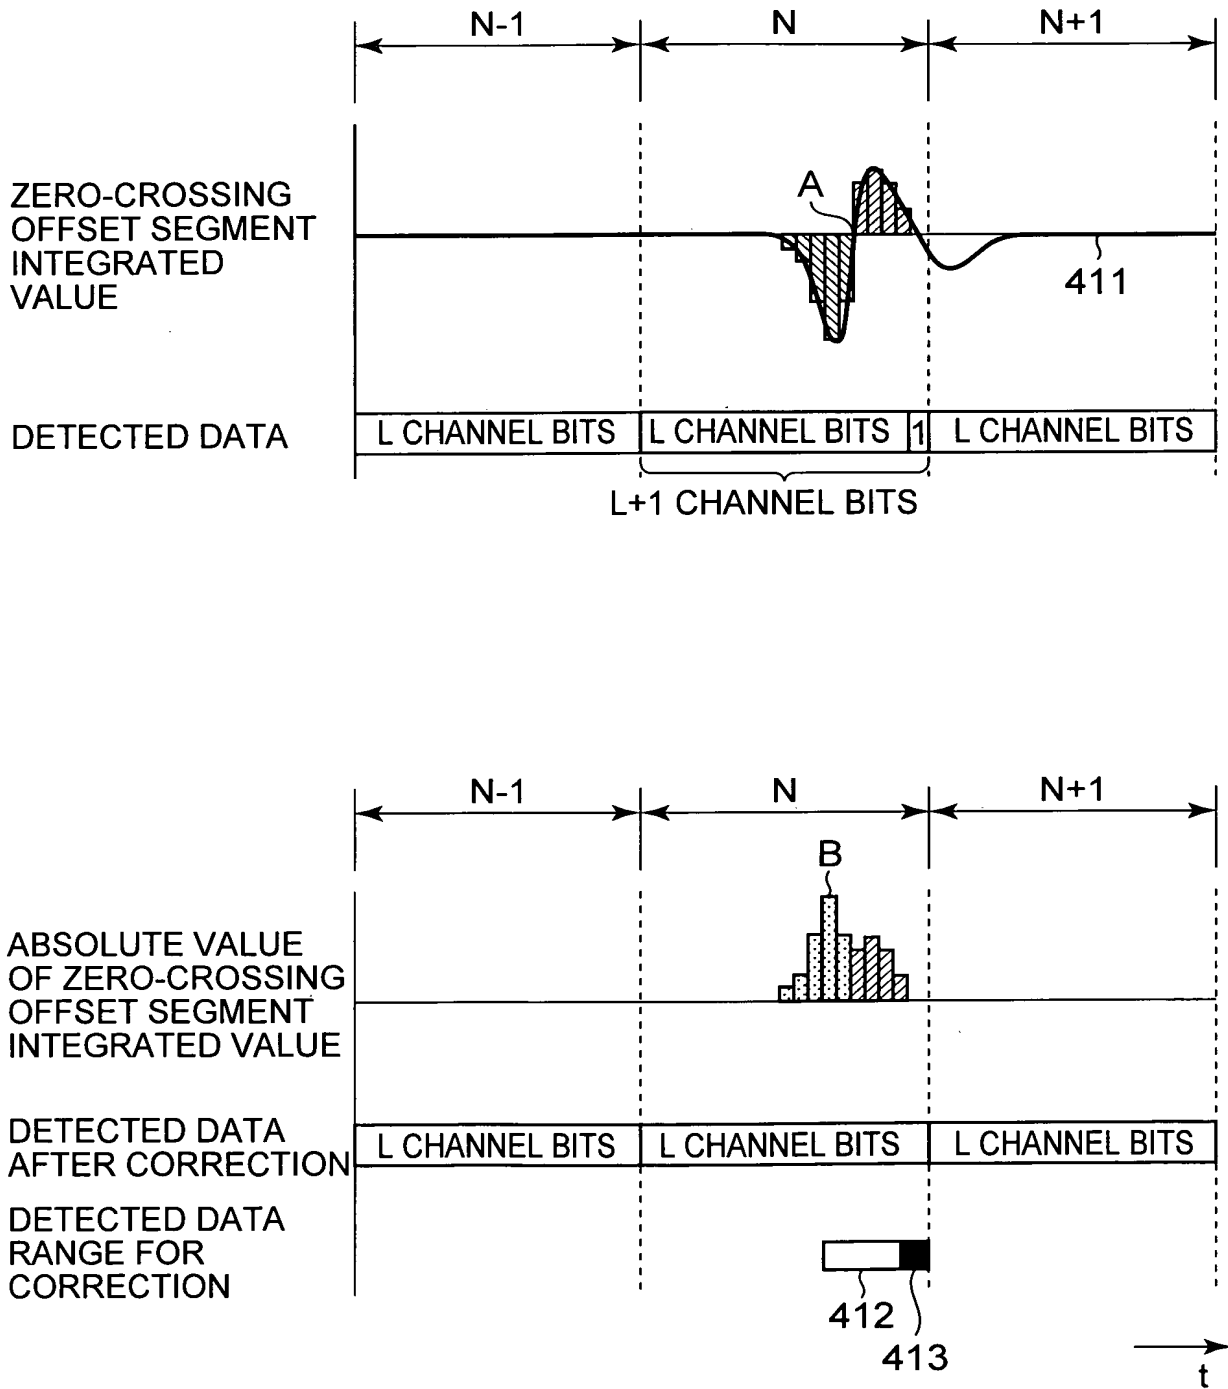 N-1 N N+1
ZERO-CROSSING
OFFSET SEGMENT
INTEGRATED
VALUE
A
411
DETECTED DATA
L CHANNEL BITS L CHANNEL BITS 1 L CHANNEL BITS
L+1 CHANNEL BITS
N-1 N N+1
B
ABSOLUTE VALUE
OF ZERO-CROSSING
OFFSET SEGMENT
INTEGRATED VALUE
DETECTED DATA
AFTER CORRECTION
L CHANNEL BITS L CHANNEL BITS L CHANNEL BITS
DETECTED DATA
RANGE FOR
CORRECTION
412
413
t